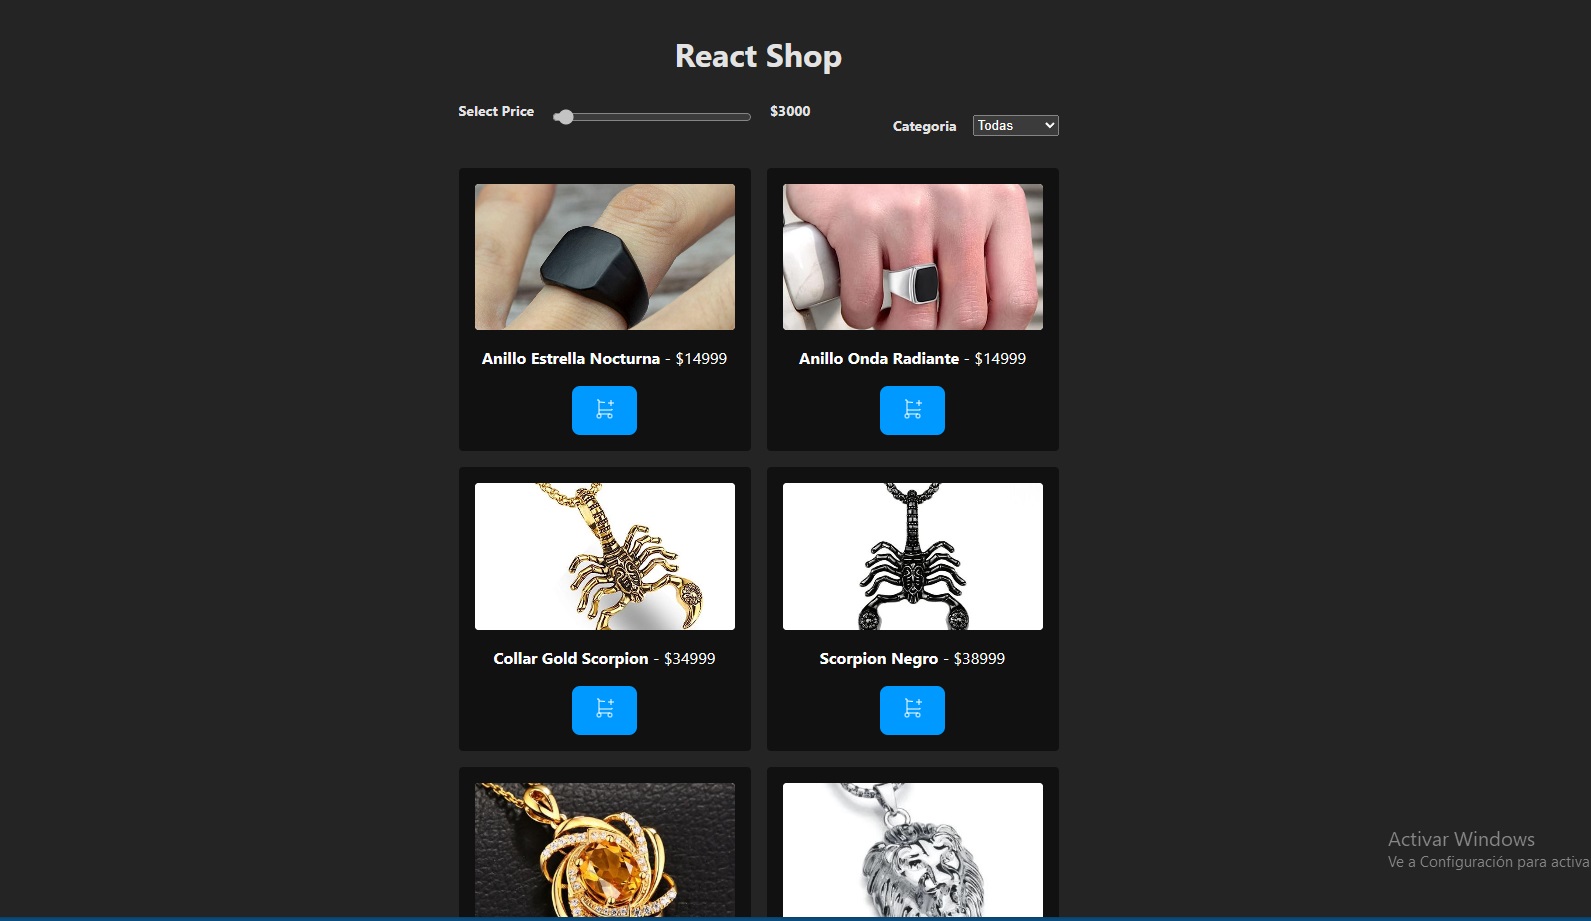 React Shop
Select Price $3000
Categoria Todas
Anillo Estrella Nocturna - $14999
Anillo Onda Radiante - $14999
Collar Gold Scorpion - $34999
Scorpion Negro - $38999
Activar Windows
Ve a Configuración para activa